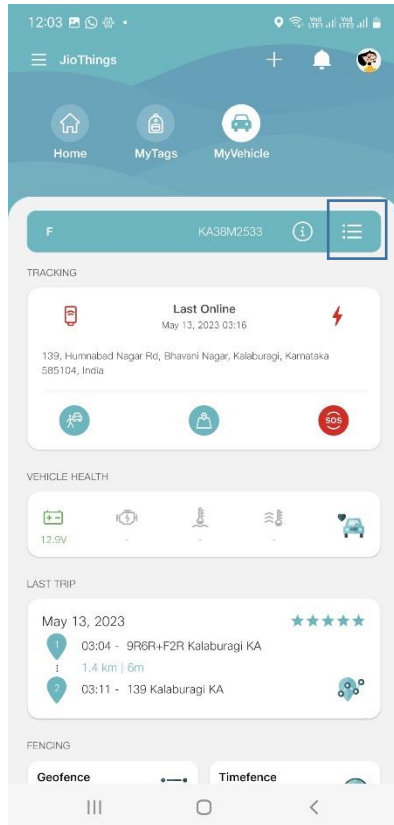 12:03
JioThings
Home MyTags MyVehicle
F KA38M2533
TRACKING
Last Online
May 13, 2023 03:16
139, Humnabad Nagar Rd, Bhavani Nagar, Kalaburagi, Karnataka
585104, India
SOS
VEHICLE HEALTH
12.9V - - -
LAST TRIP
May 13, 2023
1 03:04 - 9R6R+F2R Kalaburagi KA
1.4 km | 6m
2 03:11 - 139 Kalaburagi KA
FENCING
Geofence Timefence